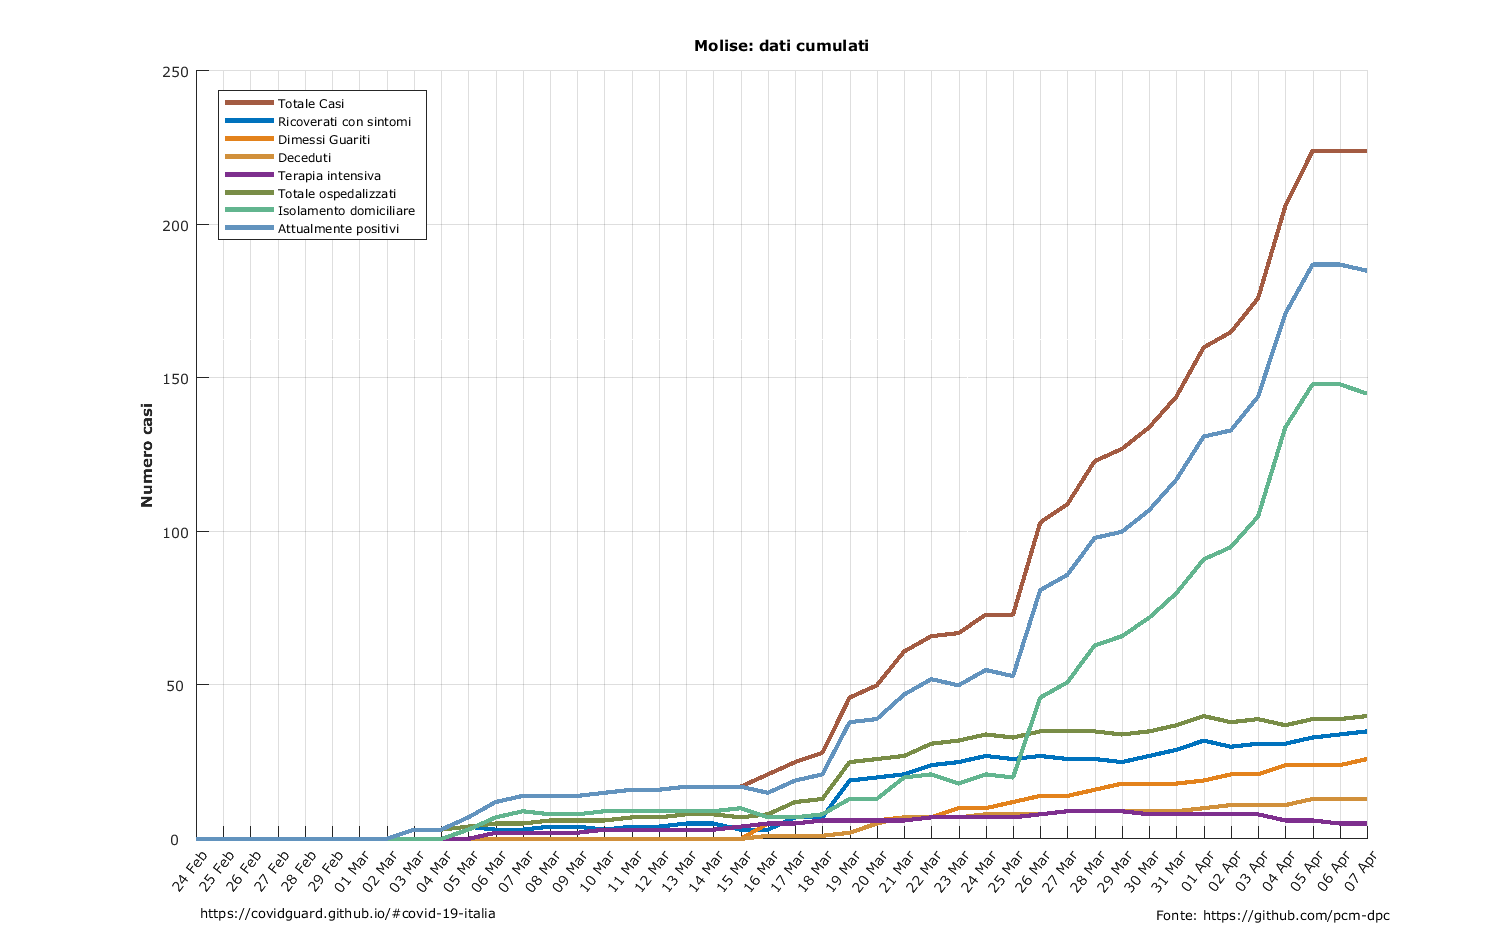 Molise: dati cumulati
250
200
150
100
50
0
Numero casi
Totale Casi
Ricoverati con sintomi
Dimessi Guariti
Deceduti
Terapia intensiva
Totale ospedalizzati
Isolamento domiciliare
Attualmente positivi
24 Feb
25 Feb
26 Feb
27 Feb
28 Feb
29 Feb
01 Mar
02 Mar
03 Mar
04 Mar
05 Mar
06 Mar
07 Mar
08 Mar
09 Mar
10 Mar
11 Mar
12 Mar
13 Mar
14 Mar
15 Mar
16 Mar
17 Mar
18 Mar
19 Mar
20 Mar
21 Mar
22 Mar
23 Mar
24 Mar
25 Mar
26 Mar
27 Mar
28 Mar
29 Mar
30 Mar
31 Mar
01 Apr
02 Apr
03 Apr
04 Apr
05 Apr
06 Apr
07 Apr
https://covidguard.github.io/#covid-19-italia
Fonte: https://github.com/pcm-dpc